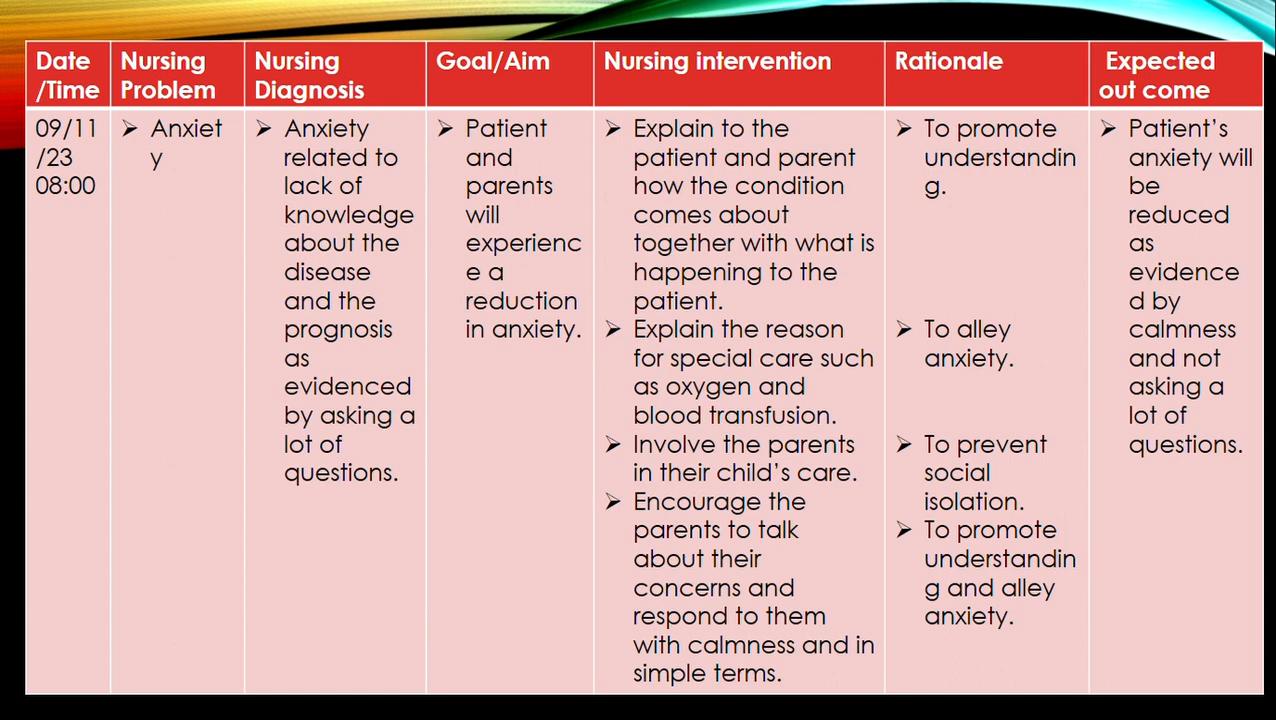 Date
/Time
Nursing
Problem
Nursing
Diagnosis
Goal/Aim
Nursing intervention
Rationale
Expected
out come
09/11
/23
08:00
➢ Anxiet
y
➢ Anxiety
related to
lack of
knowledge
about the
disease
and the
prognosis
as
evidenced
by asking a
lot of
questions.
➢ Patient
and
parents
will
experienc
e a
reduction
in anxiety.
➢ Explain to the
patient and parent
how the condition
comes about
together with what is
happening to the
patient.
➢ Explain the reason
for special care such
as oxygen and
blood transfusion.
➢ Involve the parents
in their child’s care.
➢ Encourage the
parents to talk
about their
concerns and
respond to them
with calmness and in
simple terms.
➢ To promote
understandin
g.
➢ To alley
anxiety.
➢ To prevent
social
isolation.
➢ To promote
understandin
g and alley
anxiety.
➢ Patient’s
anxiety will
be
reduced
as
evidence
d by
calmness
and not
asking a
lot of
questions.